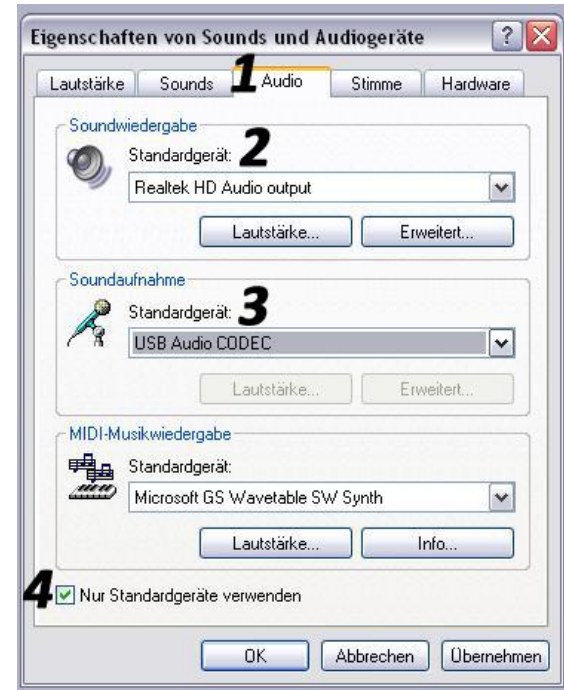 Eigenschaften von Sounds und Audiogeräte
?
Lautstärke Sounds 1 Audio Stimme Hardware
Soundwiedergabe
Standardgerät: 2
Realtek HD Audio output
Lautstärke... Erweitert...
Soundaufnahme
Standardgerät: 3
USB Audio CODEC
Lautstärke... Erweitert...
MIDI-Musikwiedergabe
Standardgerät:
Microsoft GS Wavetable SW Synth
Lautstärke... Info...
4 Nur Standardgeräte verwenden
OK Abbrechen Übernehmen